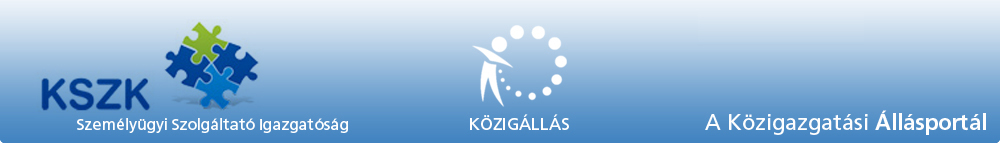 KSZK
Személyügyi Szolgáltató Igazgatóság
KÖZIGÁLLÁS
A Közigazgatási Állásportál